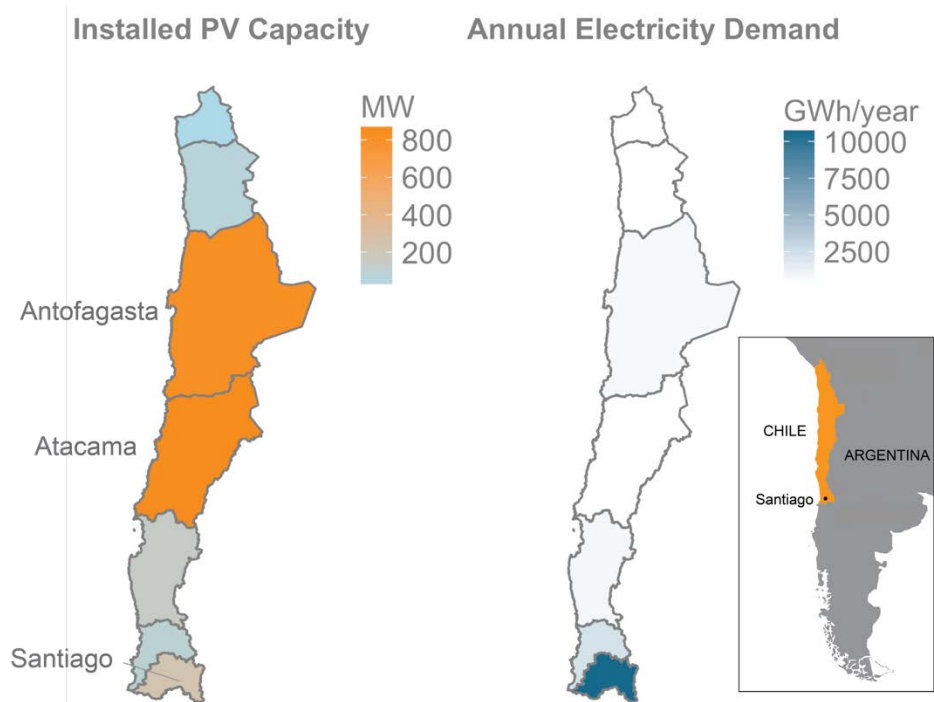 Installed PV Capacity
Annual Electricity Demand
MW
800
600
400
200
GWh/year
10000
7500
5000
2500
Antofagasta
Atacama
Santiago
CHILE
ARGENTINA
Santiago